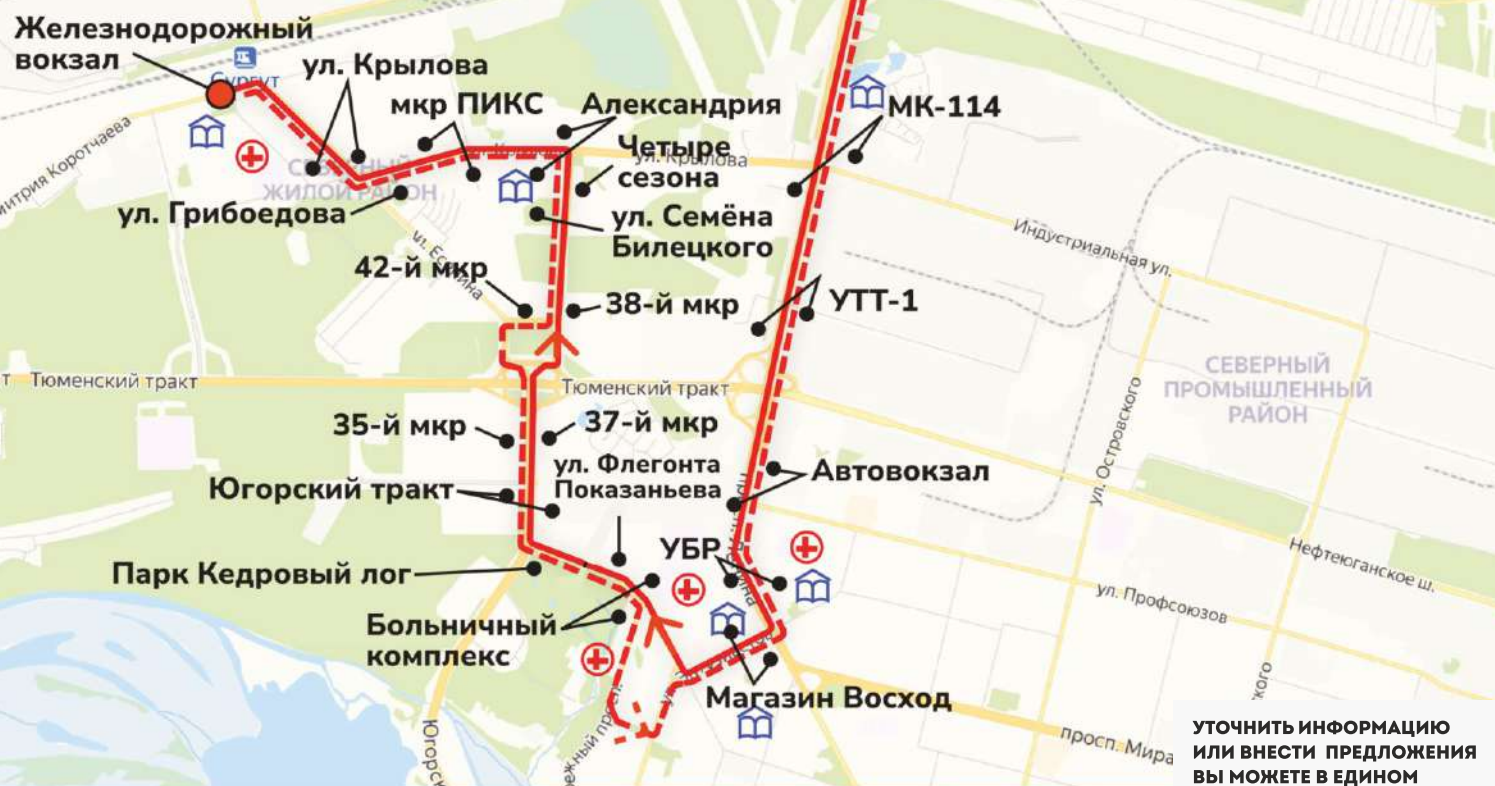 Железнодорожный
вокзал
Сургут
ул. Крылова
мкр ПИКС
Александрия
МК-114
Четыре
сезона
ул. Крылова
СЕВЕРНЫЙ
ЖИЛОЙ РАЙОН
ул. Грибоедова
ул. Семёна
Билецкого
Индустриальная ул.
42-й мкр
38-й мкр
УТТ-1
СЕВЕРНЫЙ
ПРОМЫШЛЕННЫЙ
РАЙОН
Тюменский тракт
Тюменский тракт
ул. Островского
35-й мкр
37-й мкр
ул. Флегонта
Показаньева
Автовокзал
Югорский тракт
УБР
Нефтеюганское ш.
Парк Кедровый лог
ул. Профсоюзов
Больничный
комплекс
Магазин Восход
просп. Мира
УТОЧНИТЬ ИНФОРМАЦИЮ
ИЛИ ВНЕСТИ ПРЕДЛОЖЕНИЯ
ВЫ МОЖЕТЕ В ЕДИНОМ